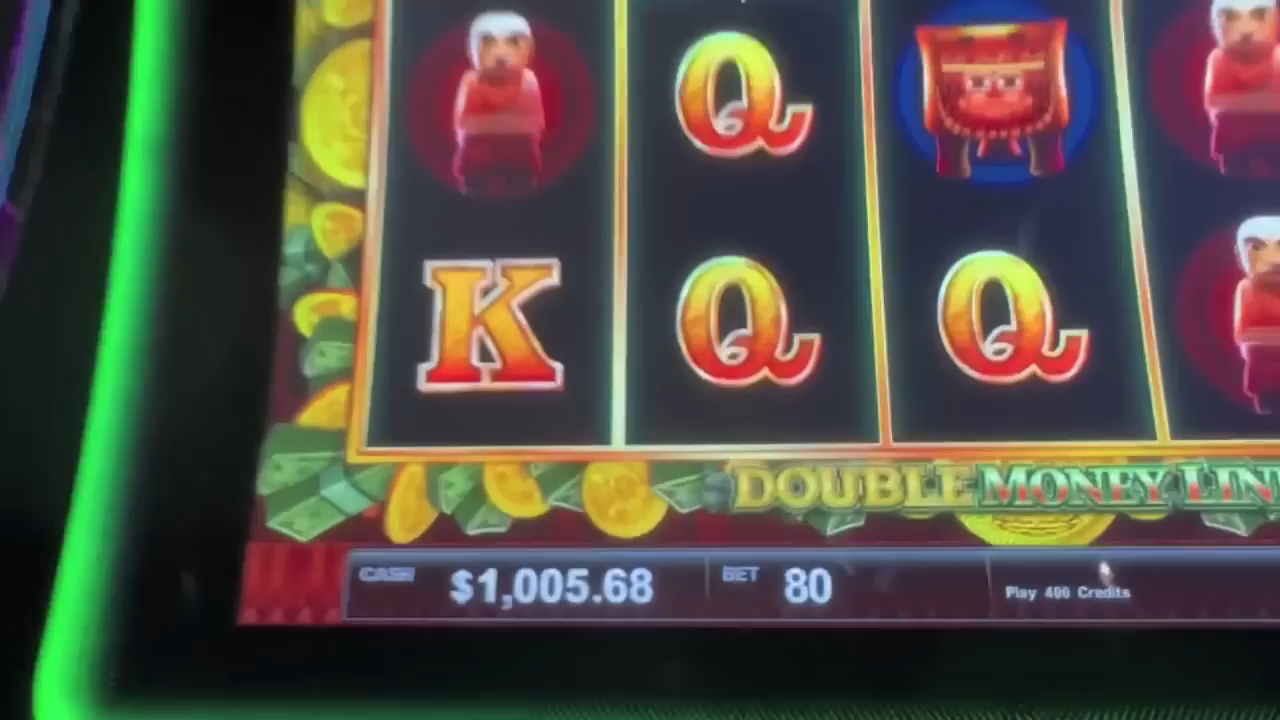 Q
K Q Q
DOUBLE MONEY LIN
CASH $1,005.68 BET 80 Play 400 Credits